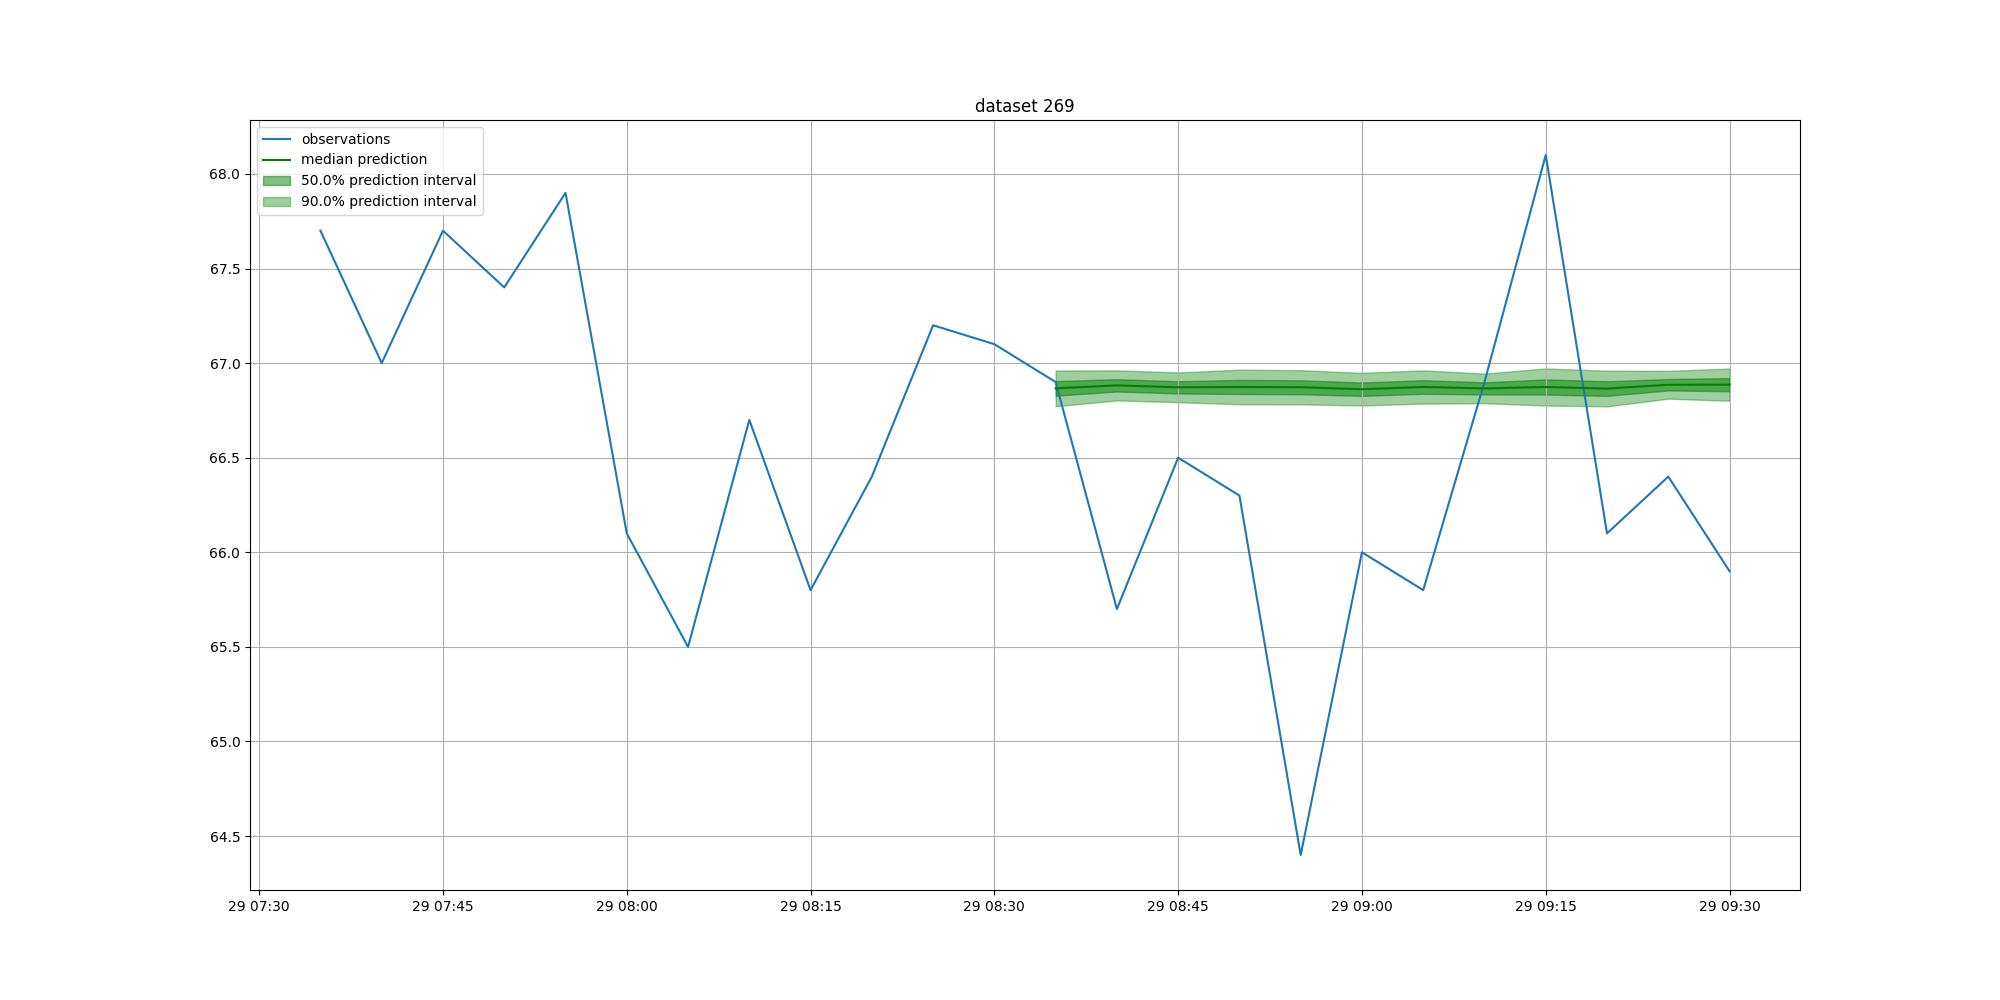 dataset 269
observations
median prediction
50.0% prediction interval
90.0% prediction interval
68.0
67.5
67.0
66.5
66.0
65.5
65.0
64.5
29 07:30 29 07:45 29 08:00 29 08:15 29 08:30 29 08:45 29 09:00 29 09:15 29 09:30